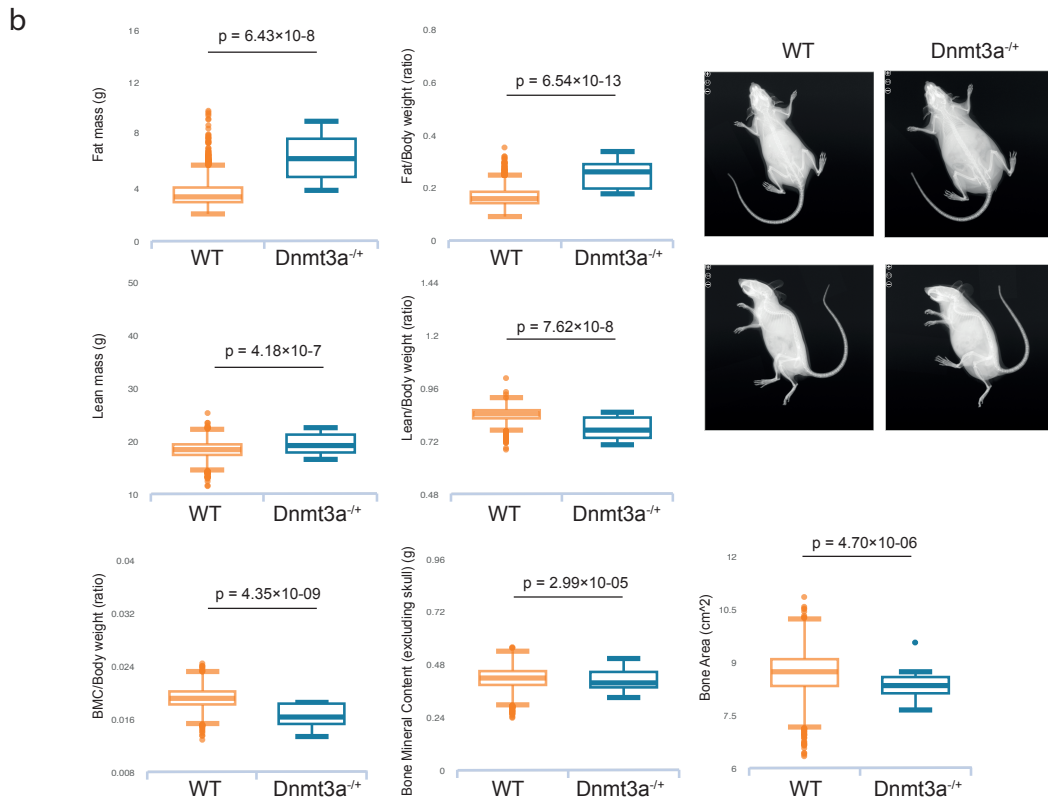 b
Fat mass (g)
16
12
8
4
0
p = 6.43×10-8
WT
Dnmt3a-/+
Fat/Body weight (ratio)
0.8
0.6
0.4
0.2
0
p = 6.54×10-13
WT
Dnmt3a-/+
WT
Dnmt3a-/+
Lean mass (g)
50
40
30
20
10
p = 4.18×10-7
WT
Dnmt3a-/+
Lean/Body weight (ratio)
1.44
1.2
0.96
0.72
0.48
p = 7.62×10-8
WT
Dnmt3a-/+
BMC/Body weight (ratio)
0.04
0.032
0.024
0.016
0.008
p = 4.35×10-09
WT
Dnmt3a-/+
Bone Mineral Content (excluding skull) (g)
0.96
0.72
0.48
0.24
0
p = 2.99×10-05
WT
Dnmt3a-/+
Bone Area (cm^2)
12
10.5
9
7.5
6
p = 4.70×10-06
WT
Dnmt3a-/+